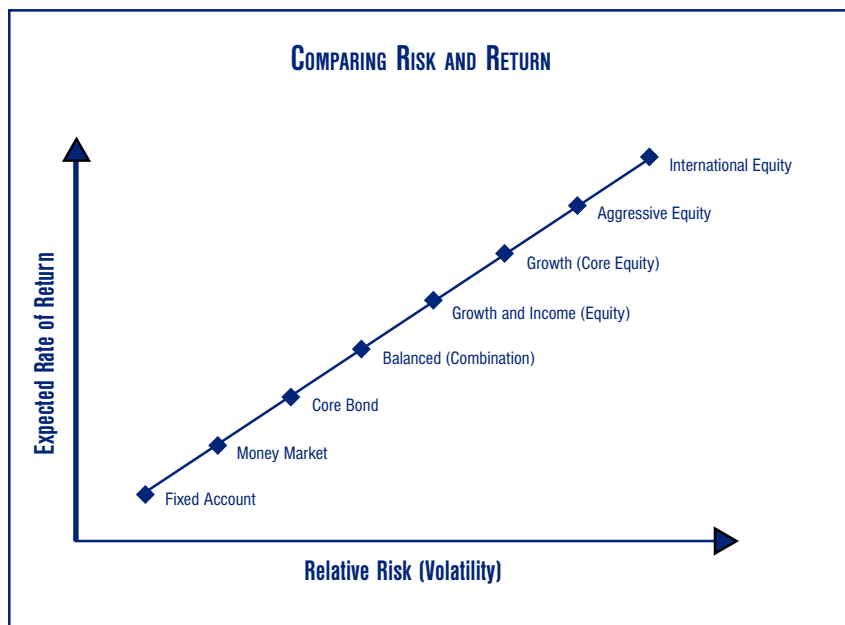 COMPARING RISK AND RETURN
International Equity
Aggressive Equity
Growth (Core Equity)
Growth and Income (Equity)
Balanced (Combination)
Core Bond
Money Market
Fixed Account
Expected Rate of Return
Relative Risk (Volatility)